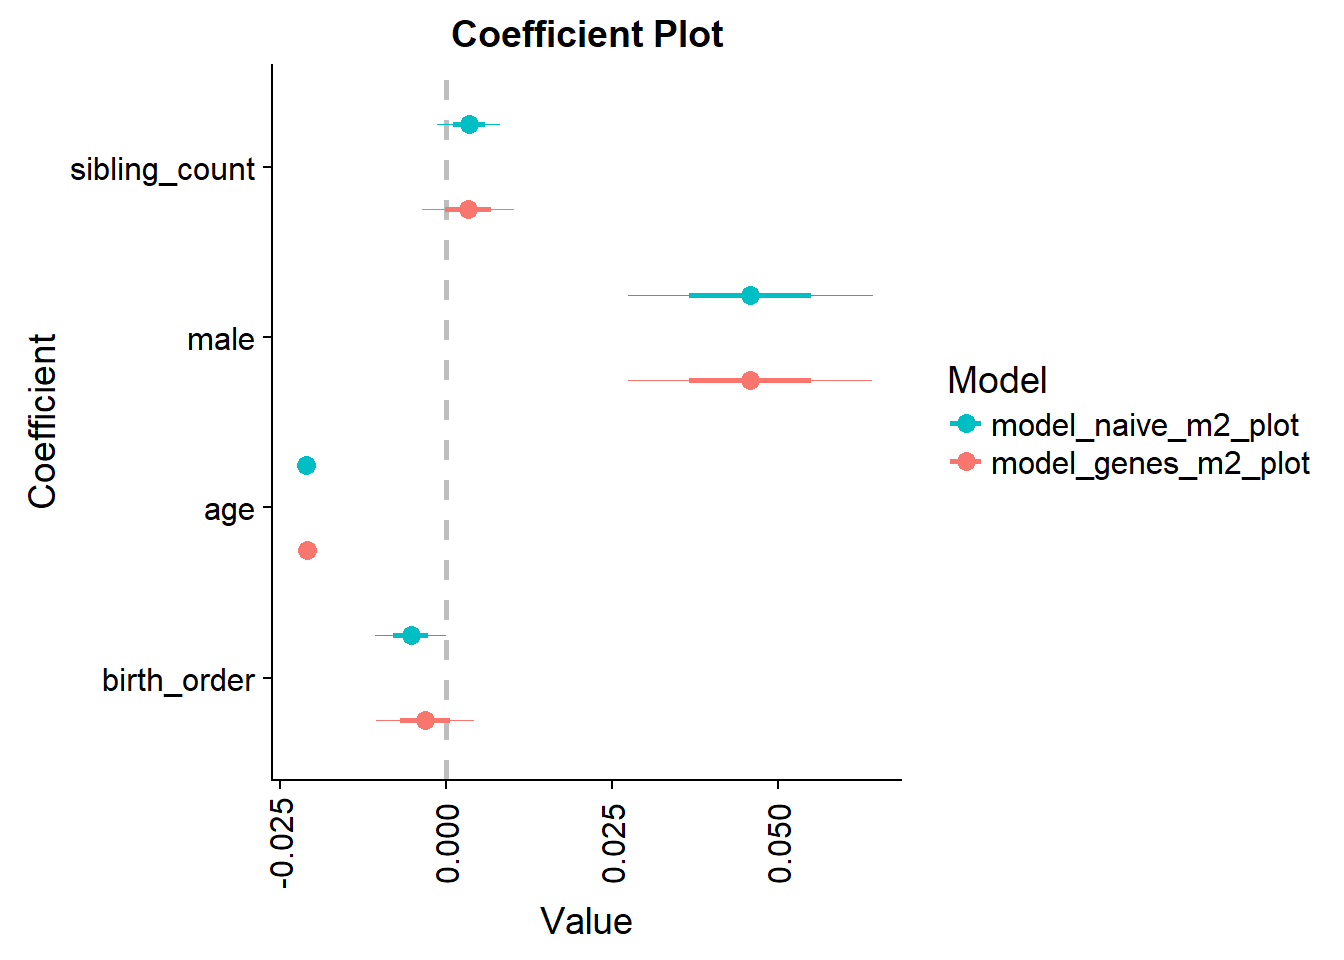 Coefficient Plot
sibling_count
male
age
birth_order
Coefficient
-0.025
0.000
0.025
0.050
Value
Model
model_naive_m2_plot
model_genes_m2_plot